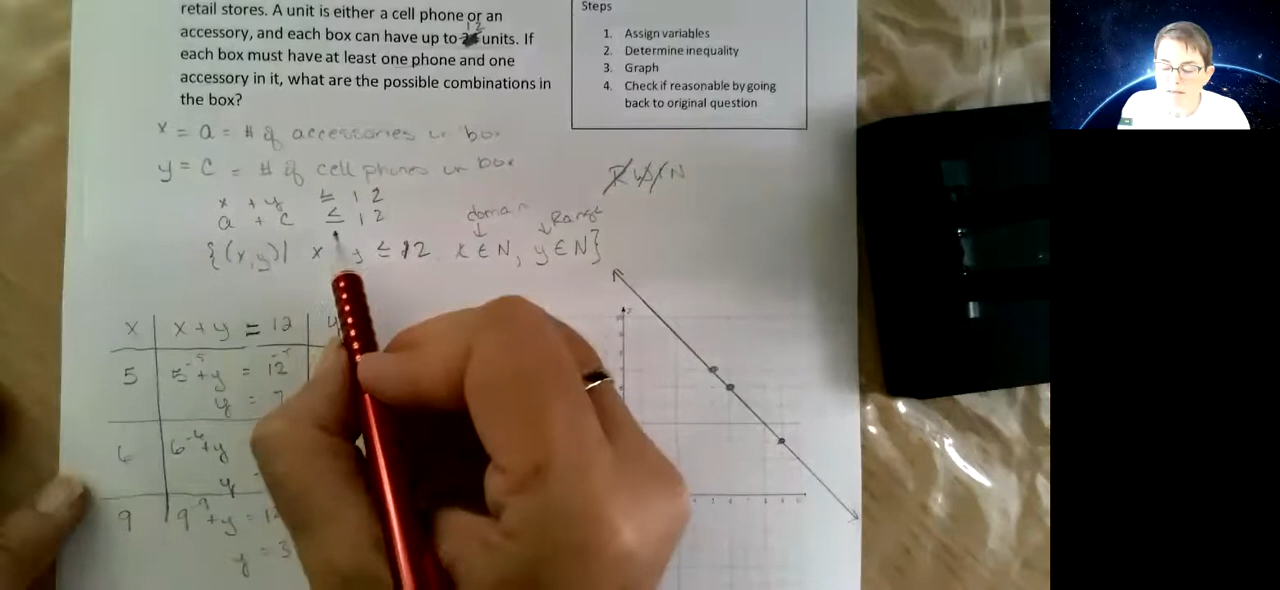 retail stores. A unit is either a cell phone or an
accessory, and each box can have up to 12 units. If
each box must have at least one phone and one
accessory in it, what are the possible combinations in
the box?
Steps
1. Assign variables
2. Determine inequality
3. Graph
4. Check if reasonable by going
back to original question
x = a = # of accessories in box
y = c = # of cell phones in box
x + y ≤ 12
a + c ≤ 12
domain
Range
{(x,y)| x y ≤ 12 x ∈ N, y ∈ N}
R W N
x x + y = 12 y
5 5⁻⁵ + y = 12⁻⁵
y = 7
6 6⁻⁶ + y
y
9 9⁻⁹ + y = 12
y = 3